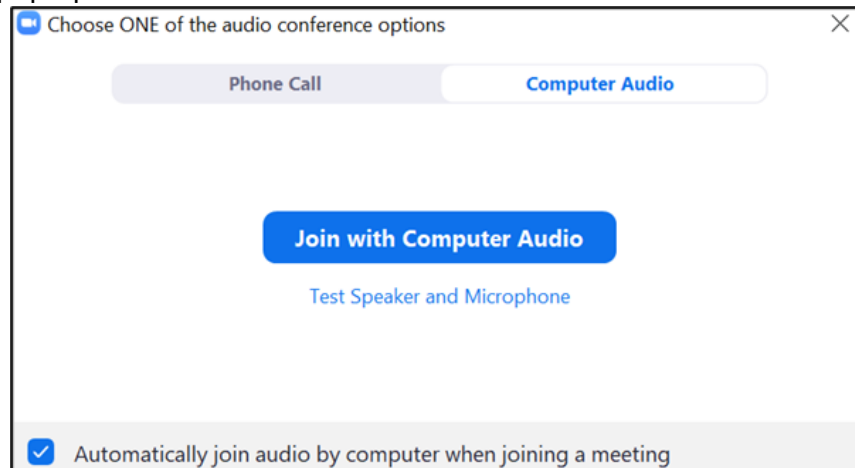 Choose ONE of the audio conference options
Phone Call
Computer Audio
Join with Computer Audio
Test Speaker and Microphone
Automatically join audio by computer when joining a meeting